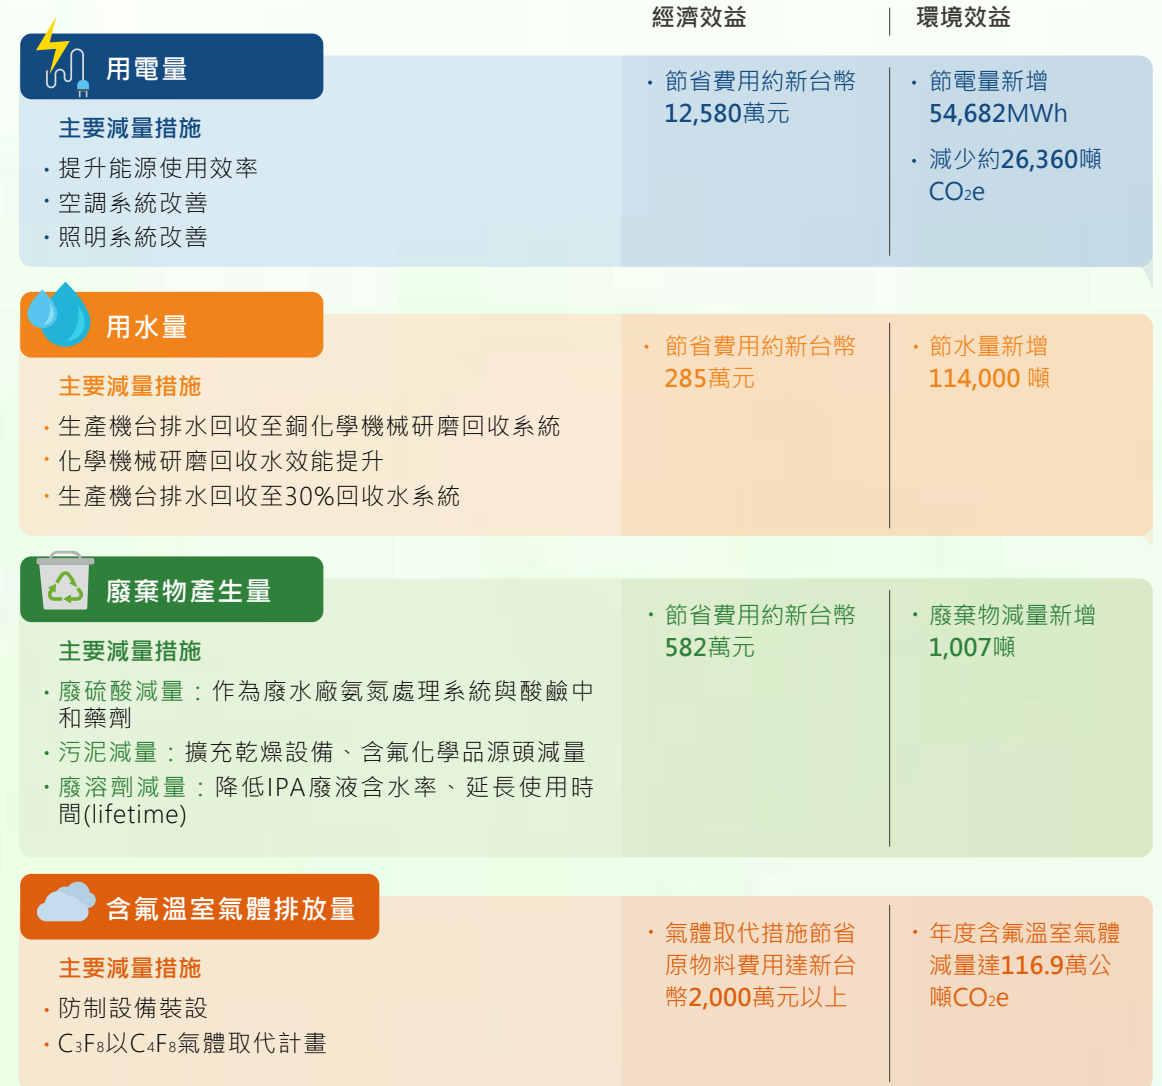 經濟效益
環境效益
用電量
主要減量措施
・提升能源使用效率
・空調系統改善
・照明系統改善
・節省費用約新台幣
12,580萬元
・節電量新增
54,682MWh
・減少約26,360噸
CO₂e
用水量
主要減量措施
・生產機台排水回收至銅化學機械研磨回收系統
・化學機械研磨回收水效能提升
・生產機台排水回收至30%回收水系統
・節省費用約新台幣
285萬元
・節水量新增
114,000 噸
廢棄物產生量
主要減量措施
・廢硫酸減量：作為廢水廠氨氮處理系統與酸鹼中
和藥劑
・污泥減量：擴充乾燥設備、含氟化學品源頭減量
・廢溶劑減量：降低IPA廢液含水率、延長使用時
間(lifetime)
・節省費用約新台幣
582萬元
・廢棄物減量新增
1,007噸
含氟溫室氣體排放量
主要減量措施
・防制設備裝設
・C₃F₈以C₄F₈氣體取代計畫
・氣體取代措施節省
原物料費用達新台
幣2,000萬元以上
・年度含氟溫室氣體
減量達116.9萬公
噸CO₂e